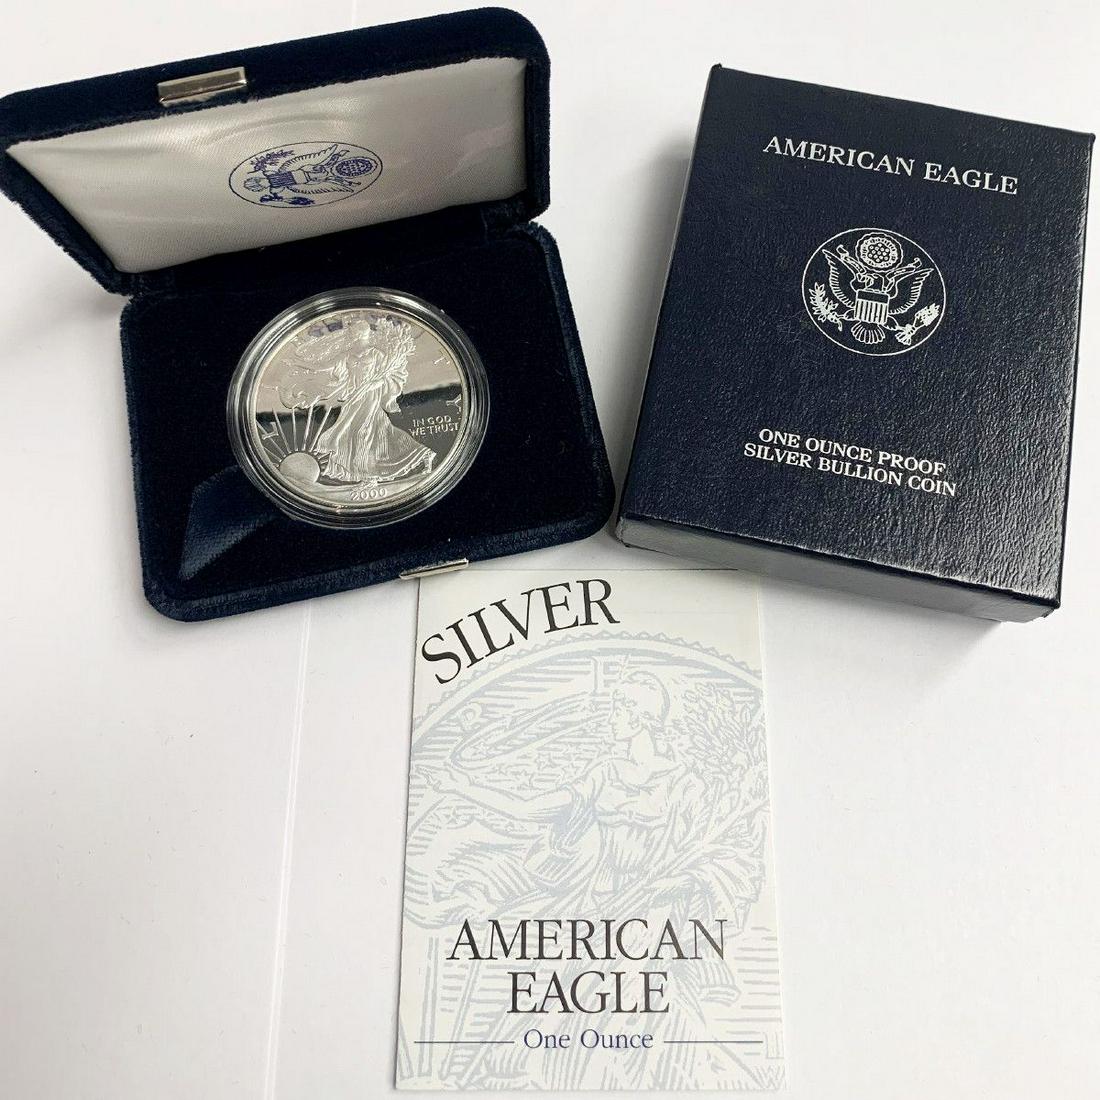 L
T
Y
IN GOD
WE TRUST
2000
AMERICAN EAGLE
ONE OUNCE PROOF
SILVER BULLION COIN
SILVER
AMERICAN
EAGLE
One Ounce